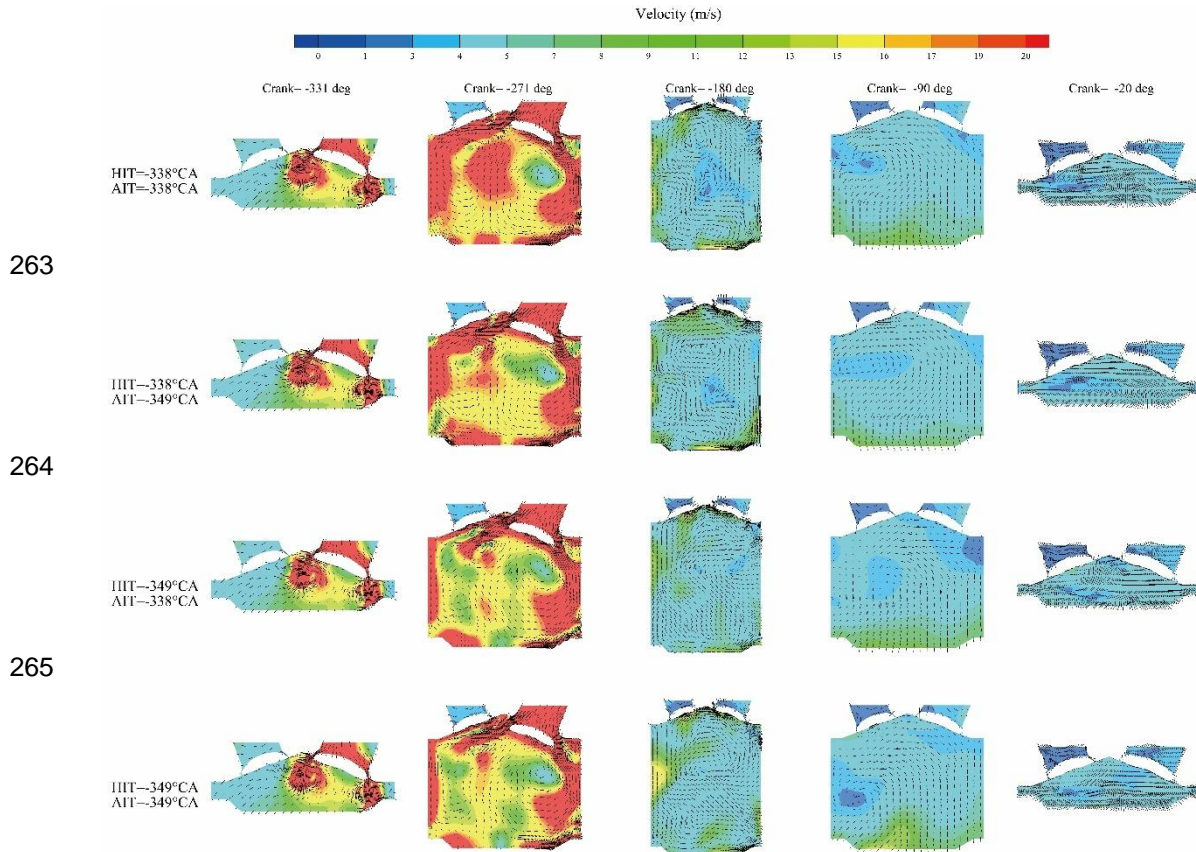 Velocity (m/s)
0 1 3 4 5 7 8 9 11 12 13 15 16 17 19 20
Crank= -331 deg Crank= -271 deg Crank= -180 deg Crank= -90 deg Crank= -20 deg
HIT=-338°CA
AIT=-338°CA
263
HIT=-338°CA
AIT=-349°CA
264
HIT=-349°CA
AIT=-338°CA
265
HIT=-349°CA
AIT=-349°CA